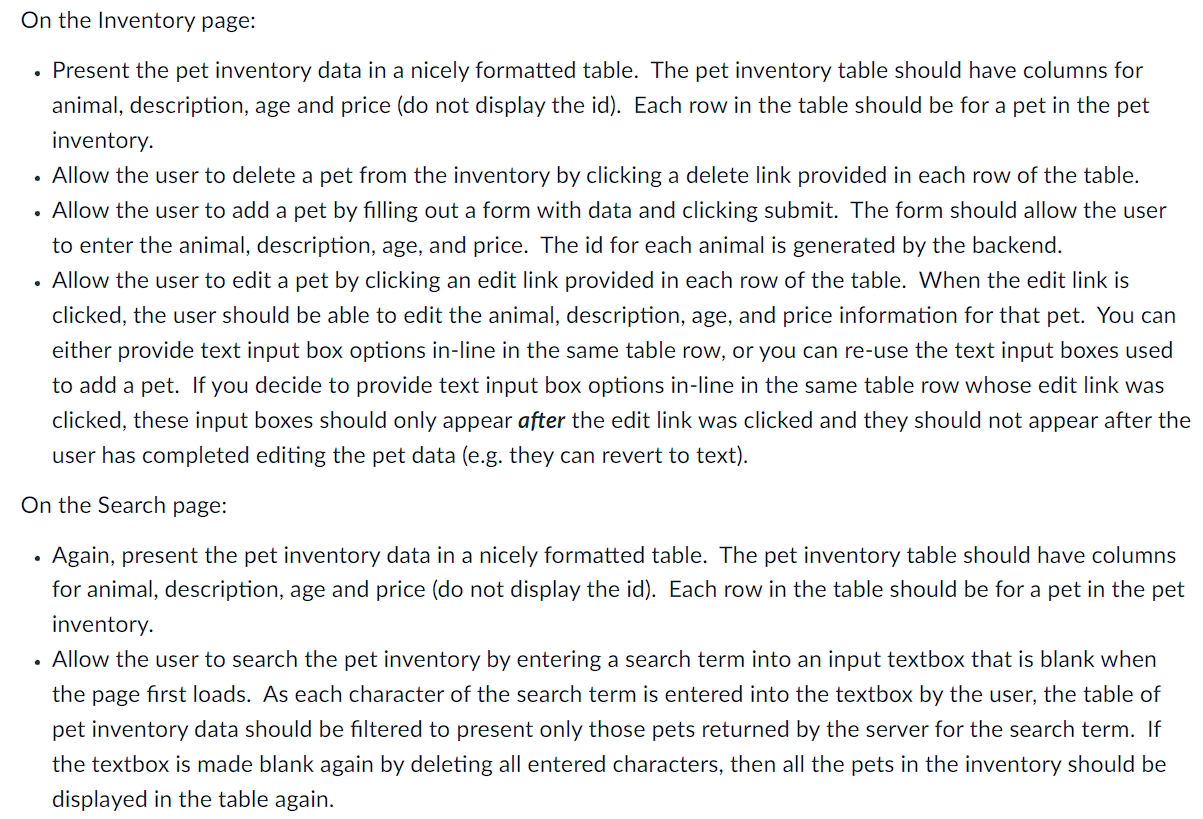 On the Inventory page:
• Present the pet inventory data in a nicely formatted table.  The pet inventory table should have columns for
animal, description, age and price (do not display the id).  Each row in the table should be for a pet in the pet
inventory.
• Allow the user to delete a pet from the inventory by clicking a delete link provided in each row of the table.
• Allow the user to add a pet by filling out a form with data and clicking submit.  The form should allow the user
to enter the animal, description, age, and price.  The id for each animal is generated by the backend.
• Allow the user to edit a pet by clicking an edit link provided in each row of the table.  When the edit link is
clicked, the user should be able to edit the animal, description, age, and price information for that pet.  You can
either provide text input box options in-line in the same table row, or you can re-use the text input boxes used
to add a pet.  If you decide to provide text input box options in-line in the same table row whose edit link was
clicked, these input boxes should only appear after the edit link was clicked and they should not appear after the
user has completed editing the pet data (e.g. they can revert to text).
On the Search page:
• Again, present the pet inventory data in a nicely formatted table.  The pet inventory table should have columns
for animal, description, age and price (do not display the id).  Each row in the table should be for a pet in the pet
inventory.
• Allow the user to search the pet inventory by entering a search term into an input textbox that is blank when
the page first loads.  As each character of the search term is entered into the textbox by the user, the table of
pet inventory data should be filtered to present only those pets returned by the server for the search term.  If
the textbox is made blank again by deleting all entered characters, then all the pets in the inventory should be
displayed in the table again.